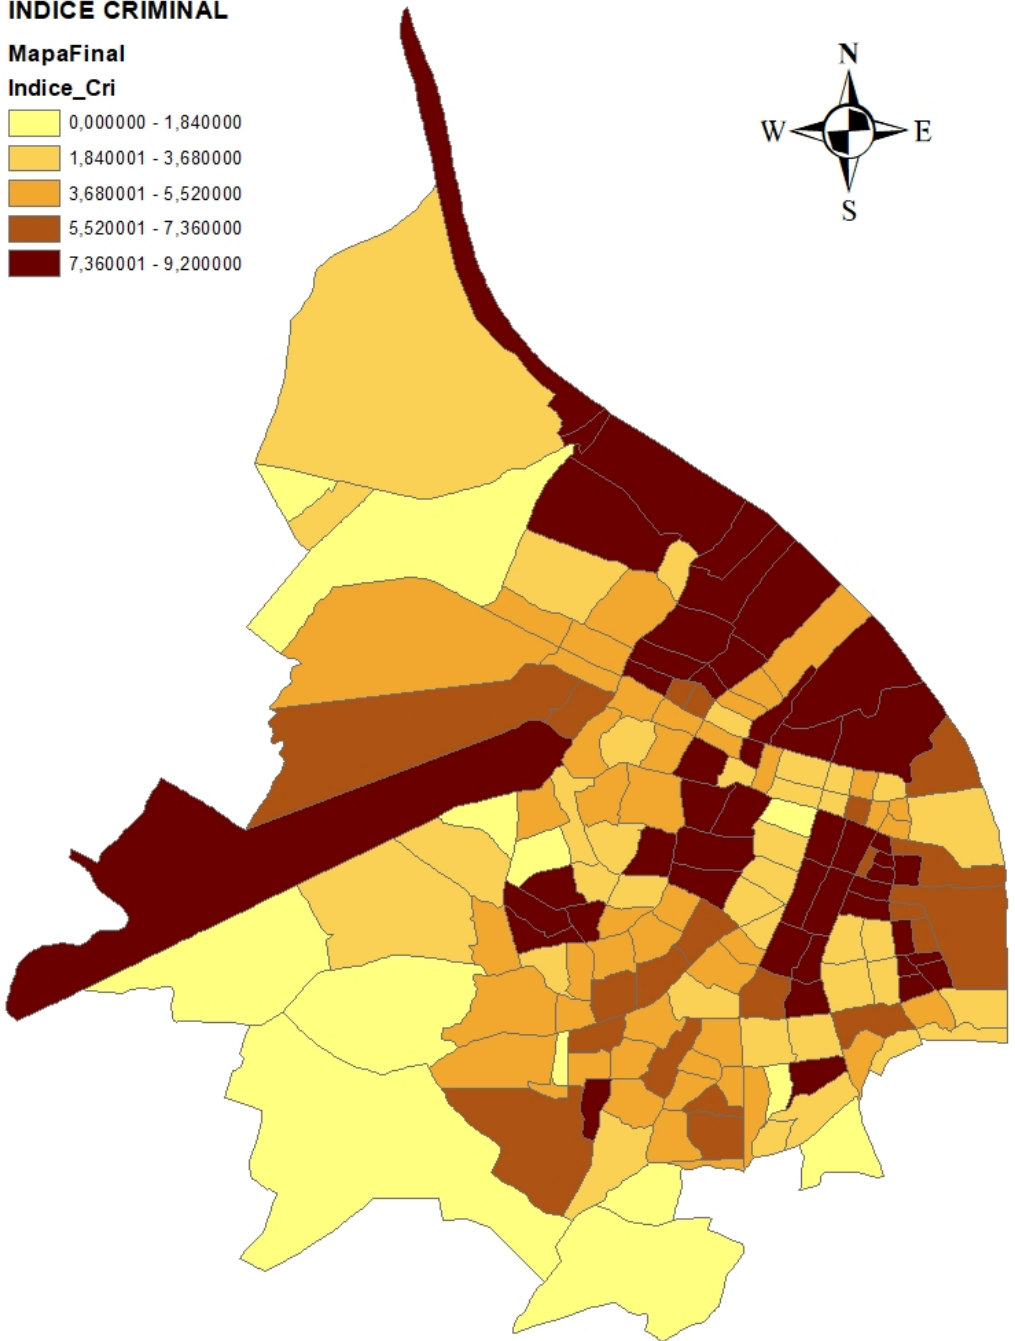 INDICE CRIMINAL
MapaFinal
Indice_Cri
0,000000 - 1,840000
1,840001 - 3,680000
3,680001 - 5,520000
5,520001 - 7,360000
7,360001 - 9,200000
N
W E
S